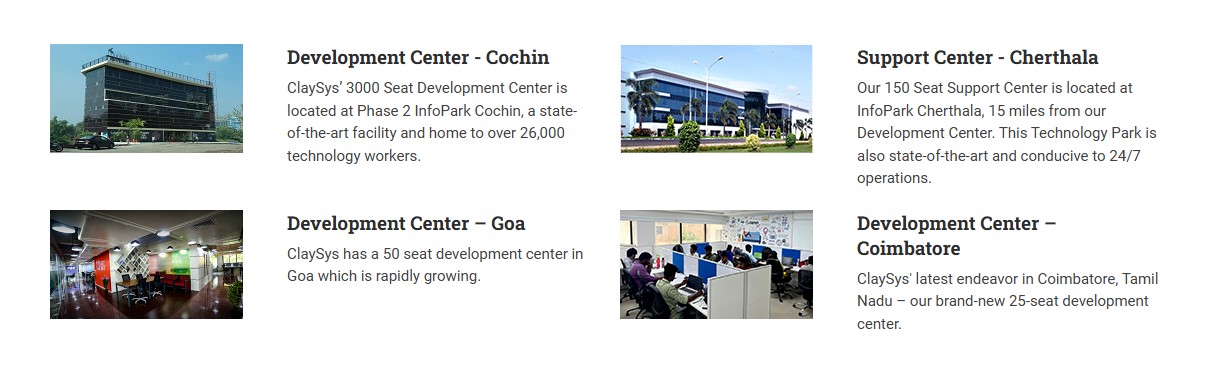 Development Center - Cochin
ClaySys’ 3000 Seat Development Center is
located at Phase 2 InfoPark Cochin, a state-
of-the-art facility and home to over 26,000
technology workers.
Support Center - Cherthala
Our 150 Seat Support Center is located at
InfoPark Cherthala, 15 miles from our
Development Center. This Technology Park is
also state-of-the-art and conducive to 24/7
operations.
Development Center – Goa
ClaySys has a 50 seat development center in
Goa which is rapidly growing.
Development Center –
Coimbatore
ClaySys' latest endeavor in Coimbatore, Tamil
Nadu – our brand-new 25-seat development
center.